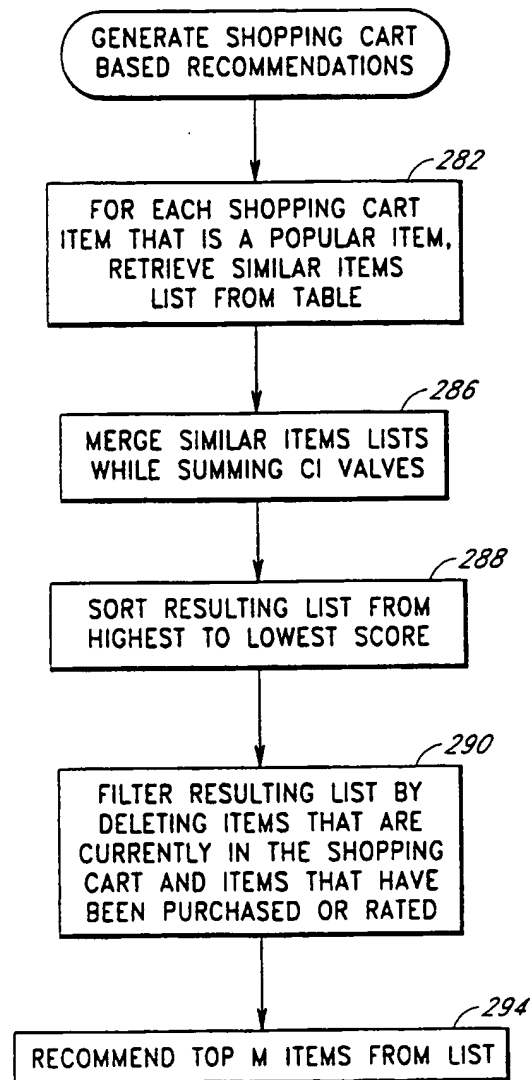 GENERATE SHOPPING CART
BASED RECOMMENDATIONS
282
FOR EACH SHOPPING CART
ITEM THAT IS A POPULAR ITEM,
RETRIEVE SIMILAR ITEMS
LIST FROM TABLE
286
MERGE SIMILAR ITEMS LISTS
WHILE SUMMING CI VALVES
288
SORT RESULTING LIST FROM
HIGHEST TO LOWEST SCORE
290
FILTER RESULTING LIST BY
DELETING ITEMS THAT ARE
CURRENTLY IN THE SHOPPING
CART AND ITEMS THAT HAVE
BEEN PURCHASED OR RATED
294
RECOMMEND TOP M ITEMS FROM LIST